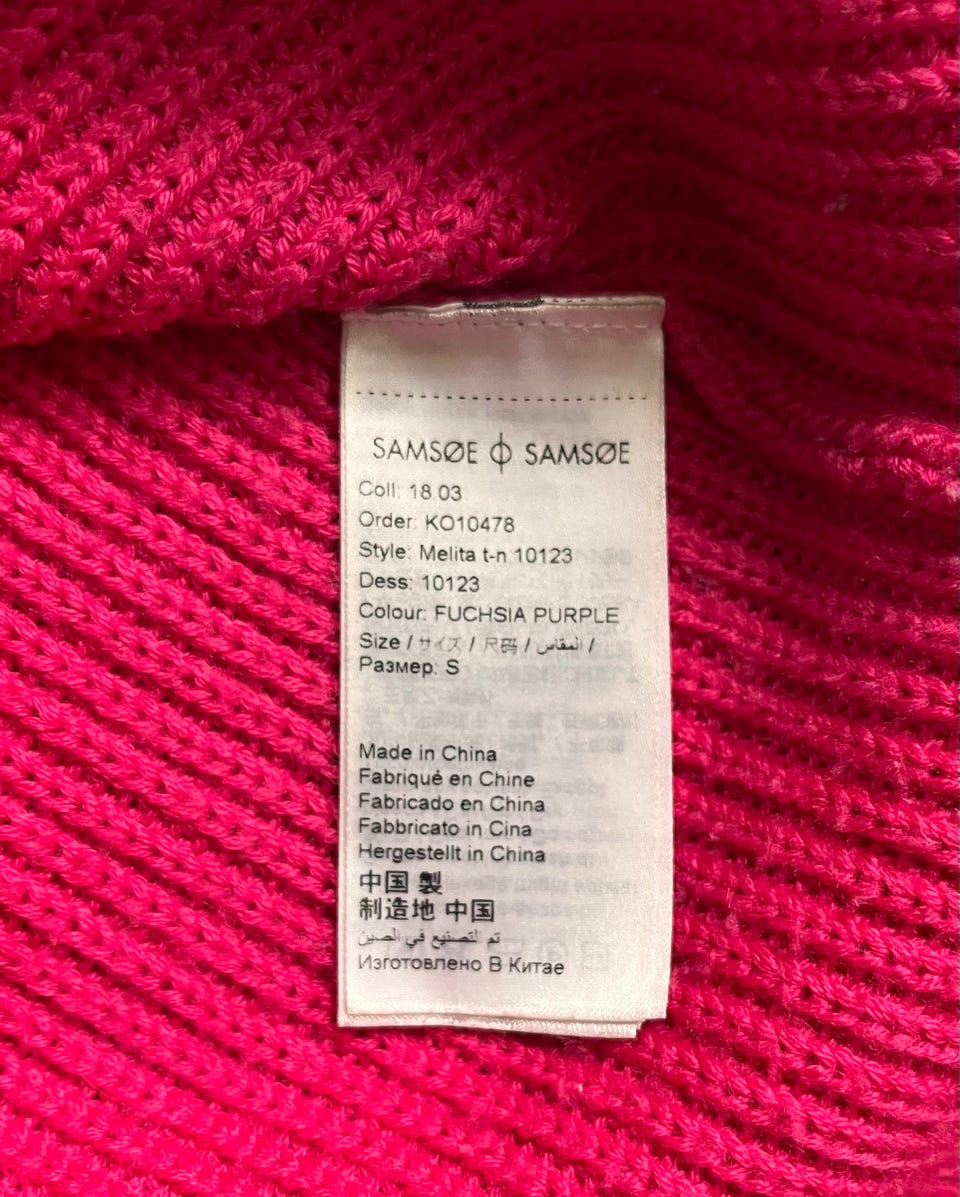 SAMSØE ϕ SAMSØE
Coll: 18.03
Order: KO10478
Style: Melita t-n 10123
Dess: 10123
Colour: FUCHSIA PURPLE
Size / サイズ / 尺码 / المقاس /
Размер: S
Made in China
Fabriqué en Chine
Fabricado en China
Fabbricato in Cina
Hergestellt in China
中国 製
制造地 中国
تم التصنيع في الصين
Изготовлено В Китае